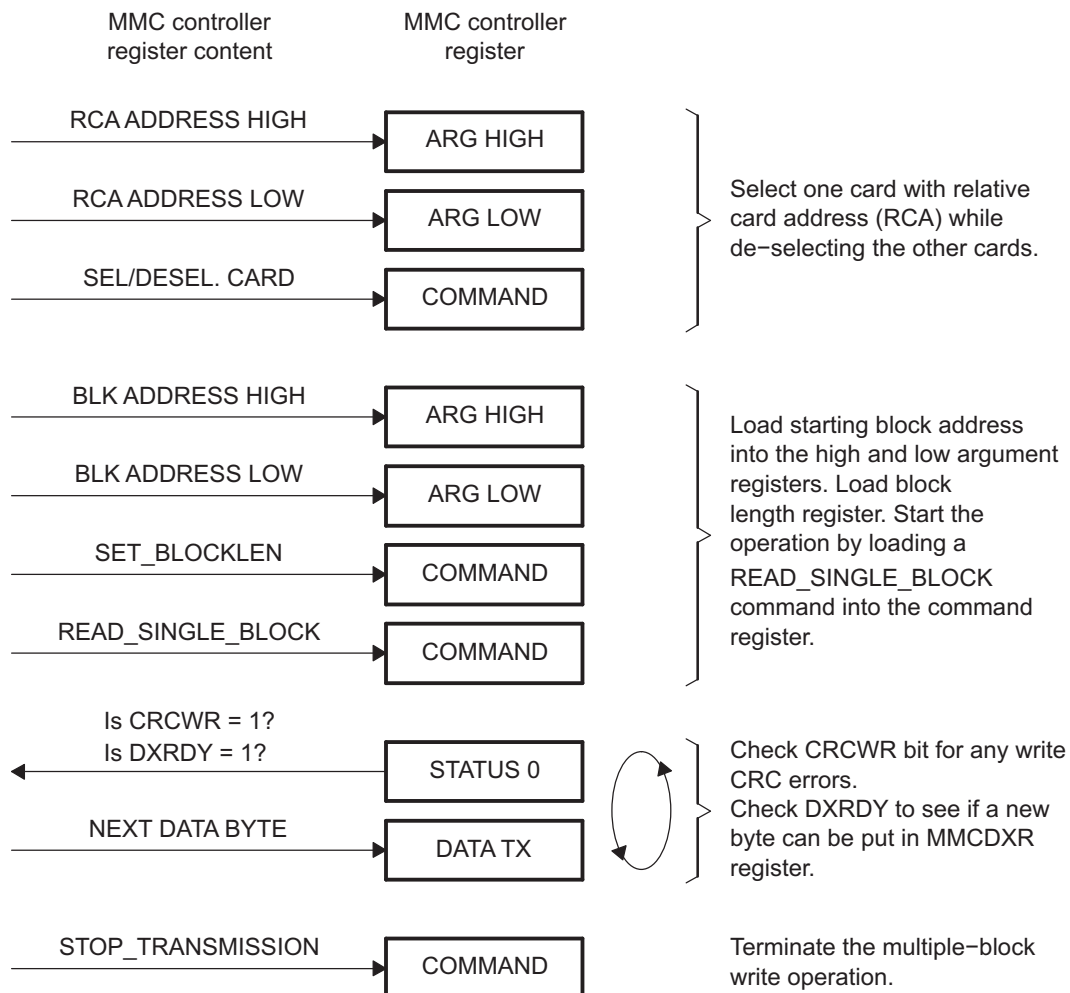 MMC controller
register content
MMC controller
register
RCA ADDRESS HIGH
ARG HIGH
RCA ADDRESS LOW
ARG LOW
SEL/DESEL. CARD
COMMAND
Select one card with relative
card address (RCA) while
de−selecting the other cards.
BLK ADDRESS HIGH
ARG HIGH
BLK ADDRESS LOW
ARG LOW
SET_BLOCKLEN
COMMAND
READ_SINGLE_BLOCK
COMMAND
Load starting block address
into the high and low argument
registers. Load block
length register. Start the
operation by loading a
READ_SINGLE_BLOCK
command into the command
register.
Is CRCWR = 1?
Is DXRDY = 1?
STATUS 0
NEXT DATA BYTE
DATA TX
Check CRCWR bit for any write
CRC errors.
Check DXRDY to see if a new
byte can be put in MMCDXR
register.
STOP_TRANSMISSION
COMMAND
Terminate the multiple−block
write operation.